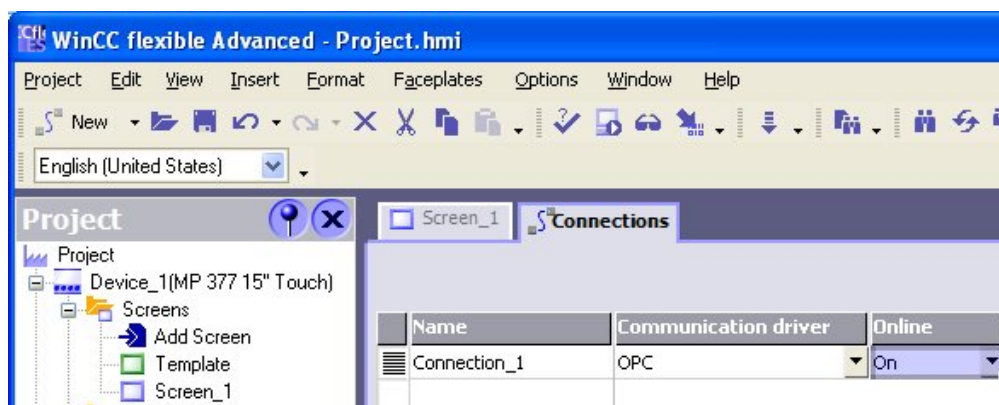 WinCC flexible Advanced - Project.hmi
Project Edit View Insert Format Faceplates Options Window Help
New
English (United States)
Project
Screen_1 Connections
Project
Device_1(MP 377 15" Touch)
Screens
Add Screen
Template
Screen_1
Name Communication driver Online
Connection_1 OPC On